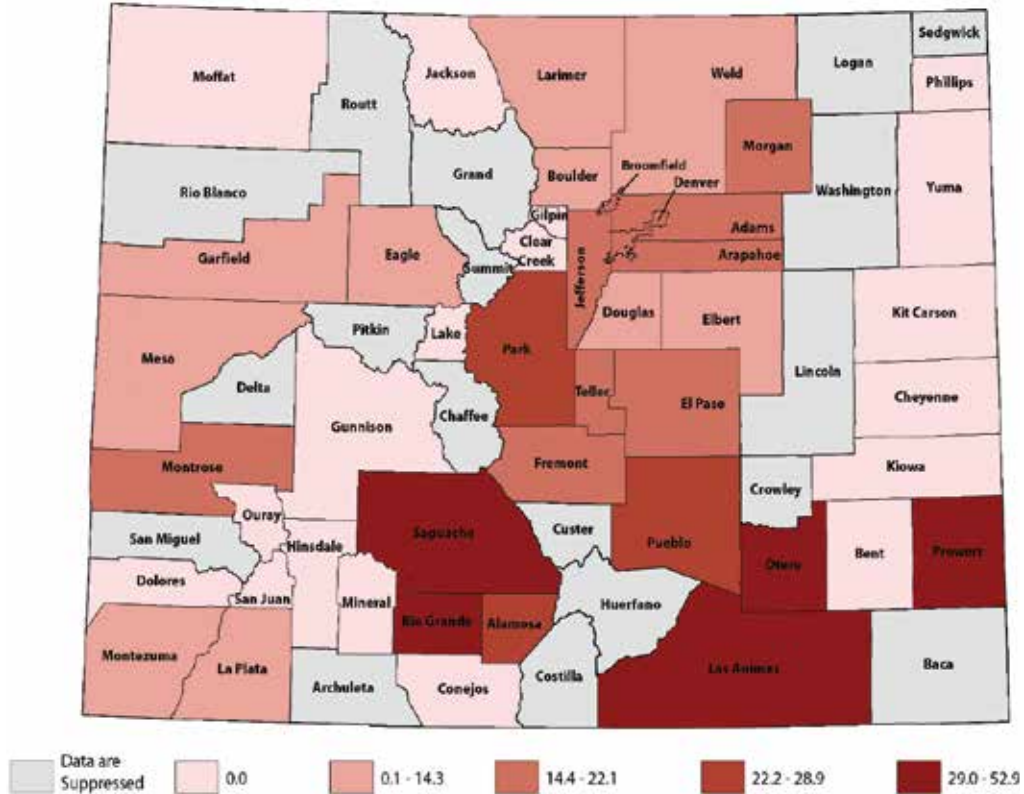 Sedgwick
Logan
Moffat
Jackson
Larimer
Weld
Phillips
Routt
Morgan
Grand
Broomfield
Boulder
Denver
Rio Blanco
Washington
Yuma
Gilpin
Adams
Clear
Creek
Eagle
Garfield
Summit
Arapahoe
Jefferson
Douglas
Elbert
Kit Carson
Pitkin
Lake
Park
Meso
Lincoln
Delta
Teller
El Paso
Cheyenne
Chaffee
Gunnison
Fremont
Montrose
Kiowa
Crowley
Ouray
Custer
San Miguel
Hinsdale
Saguache
Pueblo
Otero
Bent
Prowers
Dolores
San Juan
Mineral
Huerfano
Rio Grande
Alamosa
Montezuma
La Plata
Las Animas
Baca
Costilla
Archuleta
Conejos
Data are
Suppressed
0.0
0.1 - 14.3
14.4 - 22.1
22.2 - 28.9
29.0 - 52.9